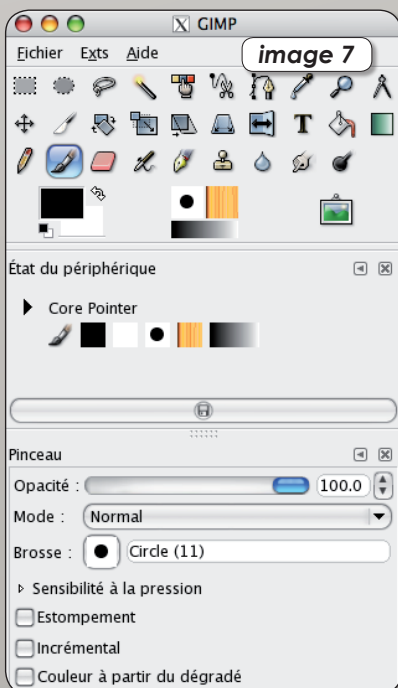 GIMP
Fichier Exts Aide
image 7
État du périphérique
Core Pointer
Pinceau
Opacité : 100.0
Mode : Normal
Brosse : Circle (11)
Sensibilité à la pression
Estompement
Incrémental
Couleur à partir du dégradé